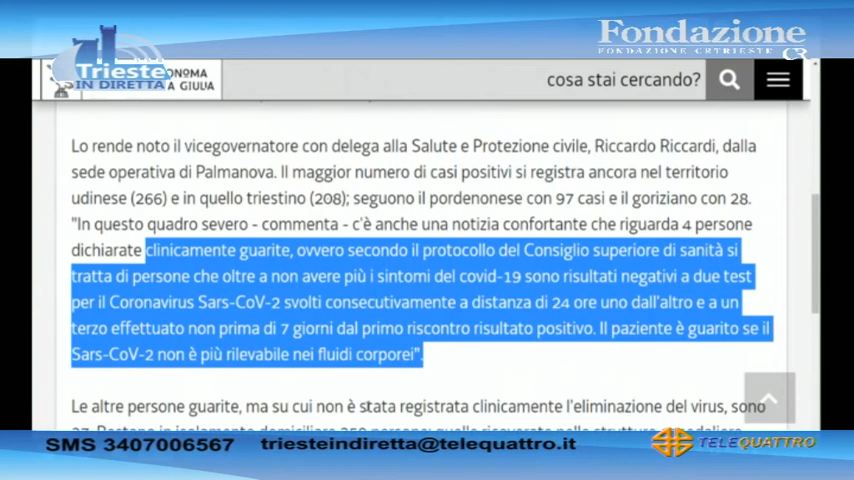 Fondazione
FONDAZIONE CRTRIESTE
CR
Trieste
IN DIRETTA
cosa stai cercando?
Lo rende noto il vicegovernatore con delega alla Salute e Protezione civile, Riccardo Riccardi, dalla
sede operativa di Palmanova. Il maggior numero di casi positivi si registra ancora nel territorio
udinese (266) e in quello triestino (208); seguono il pordenonese con 97 casi e il goriziano con 28.
"In questo quadro severo - commenta - c'è anche una notizia confortante che riguarda 4 persone
dichiarate clinicamente guarite, ovvero secondo il protocollo del Consiglio superiore di sanità si
tratta di persone che oltre a non avere più i sintomi del covid-19 sono risultati negativi a due test
per il Coronavirus Sars-CoV-2 svolti consecutivamente a distanza di 24 ore uno dall'altro e a un
terzo effettuato non prima di 7 giorni dal primo riscontro risultato positivo. Il paziente è guarito se il
Sars-CoV-2 non è più rilevabile nei fluidi corporei".
Le altre persone guarite, ma su cui non è stata registrata clinicamente l'eliminazione del virus, sono
SMS 3407006567 triesteindiretta@telequattro.it TELEQUATTRO